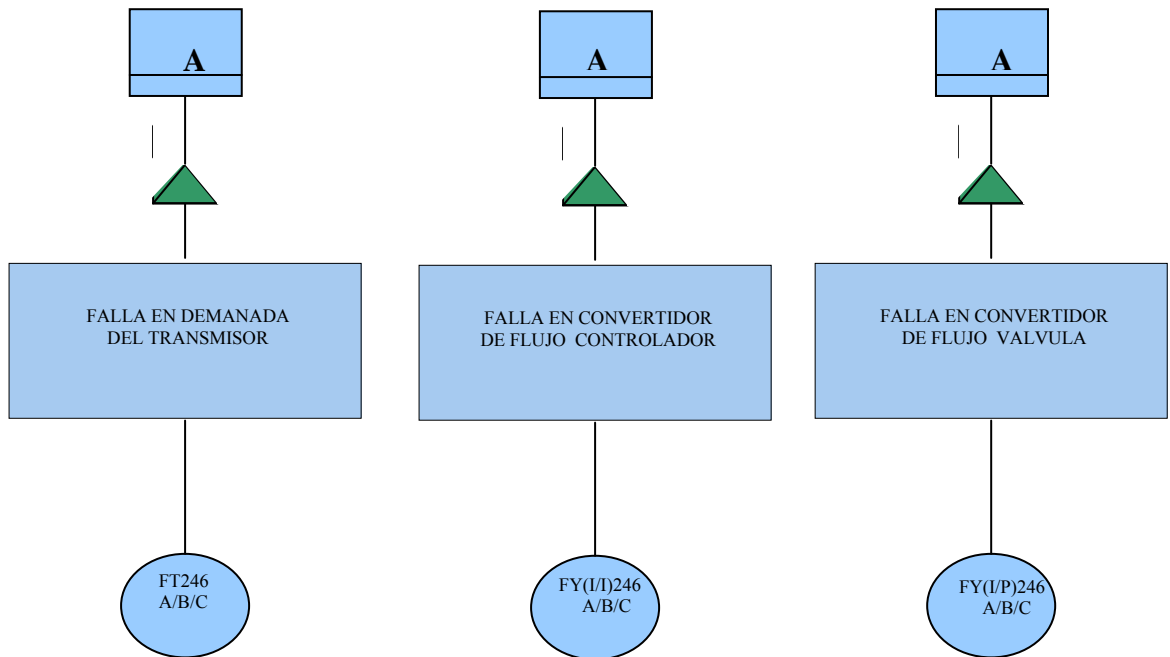 A
A
A
FALLA EN DEMANADA
DEL TRANSMISOR
FALLA EN CONVERTIDOR
DE FLUJO CONTROLADOR
FALLA EN CONVERTIDOR
DE FLUJO VALVULA
FT246
A/B/C
FY(I/I)246
A/B/C
FY(I/P)246
A/B/C